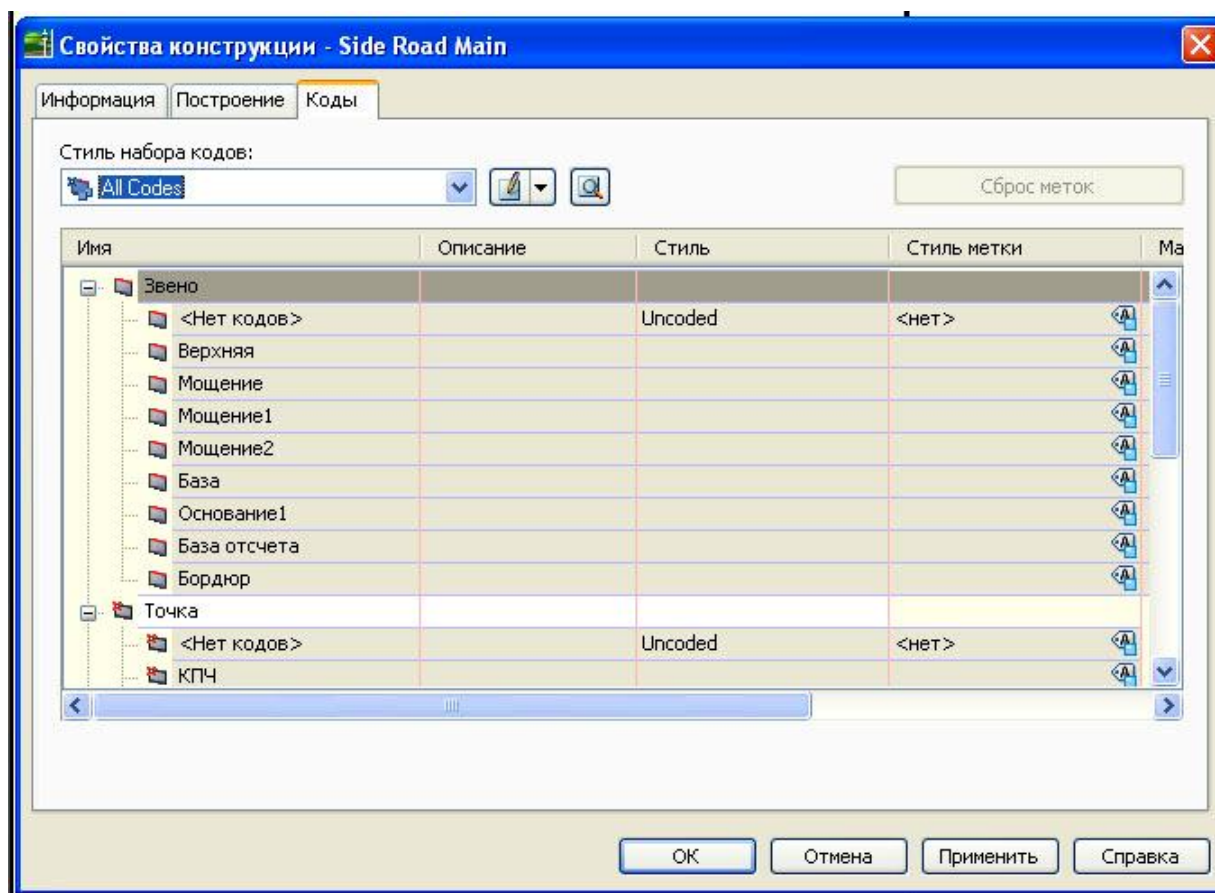 Свойства конструкции - Side Road Main
Информация Построение Коды
Стиль набора кодов:
All Codes Сброс меток
Имя Описание Стиль Стиль метки Ма
Звено
<Нет кодов> Uncoded <нет>
Верхняя
Мощение
Мощение1
Мощение2
База
Основание1
База отсчета
Бордюр
Точка
<Нет кодов> Uncoded <нет>
КПЧ
ОК Отмена Применить Справка